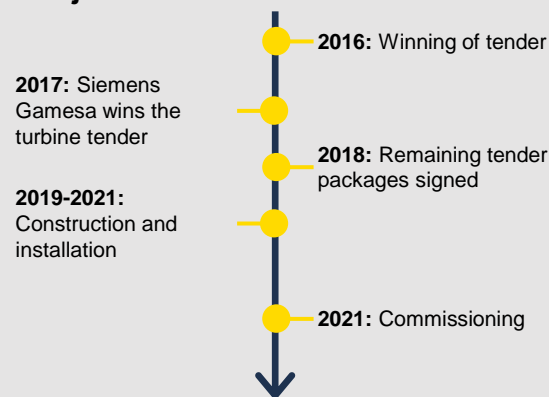 2016: Winning of tender
2017: Siemens
Gamesa wins the
turbine tender
2018: Remaining tender
packages signed
2019-2021:
Construction and
installation
2021: Commissioning